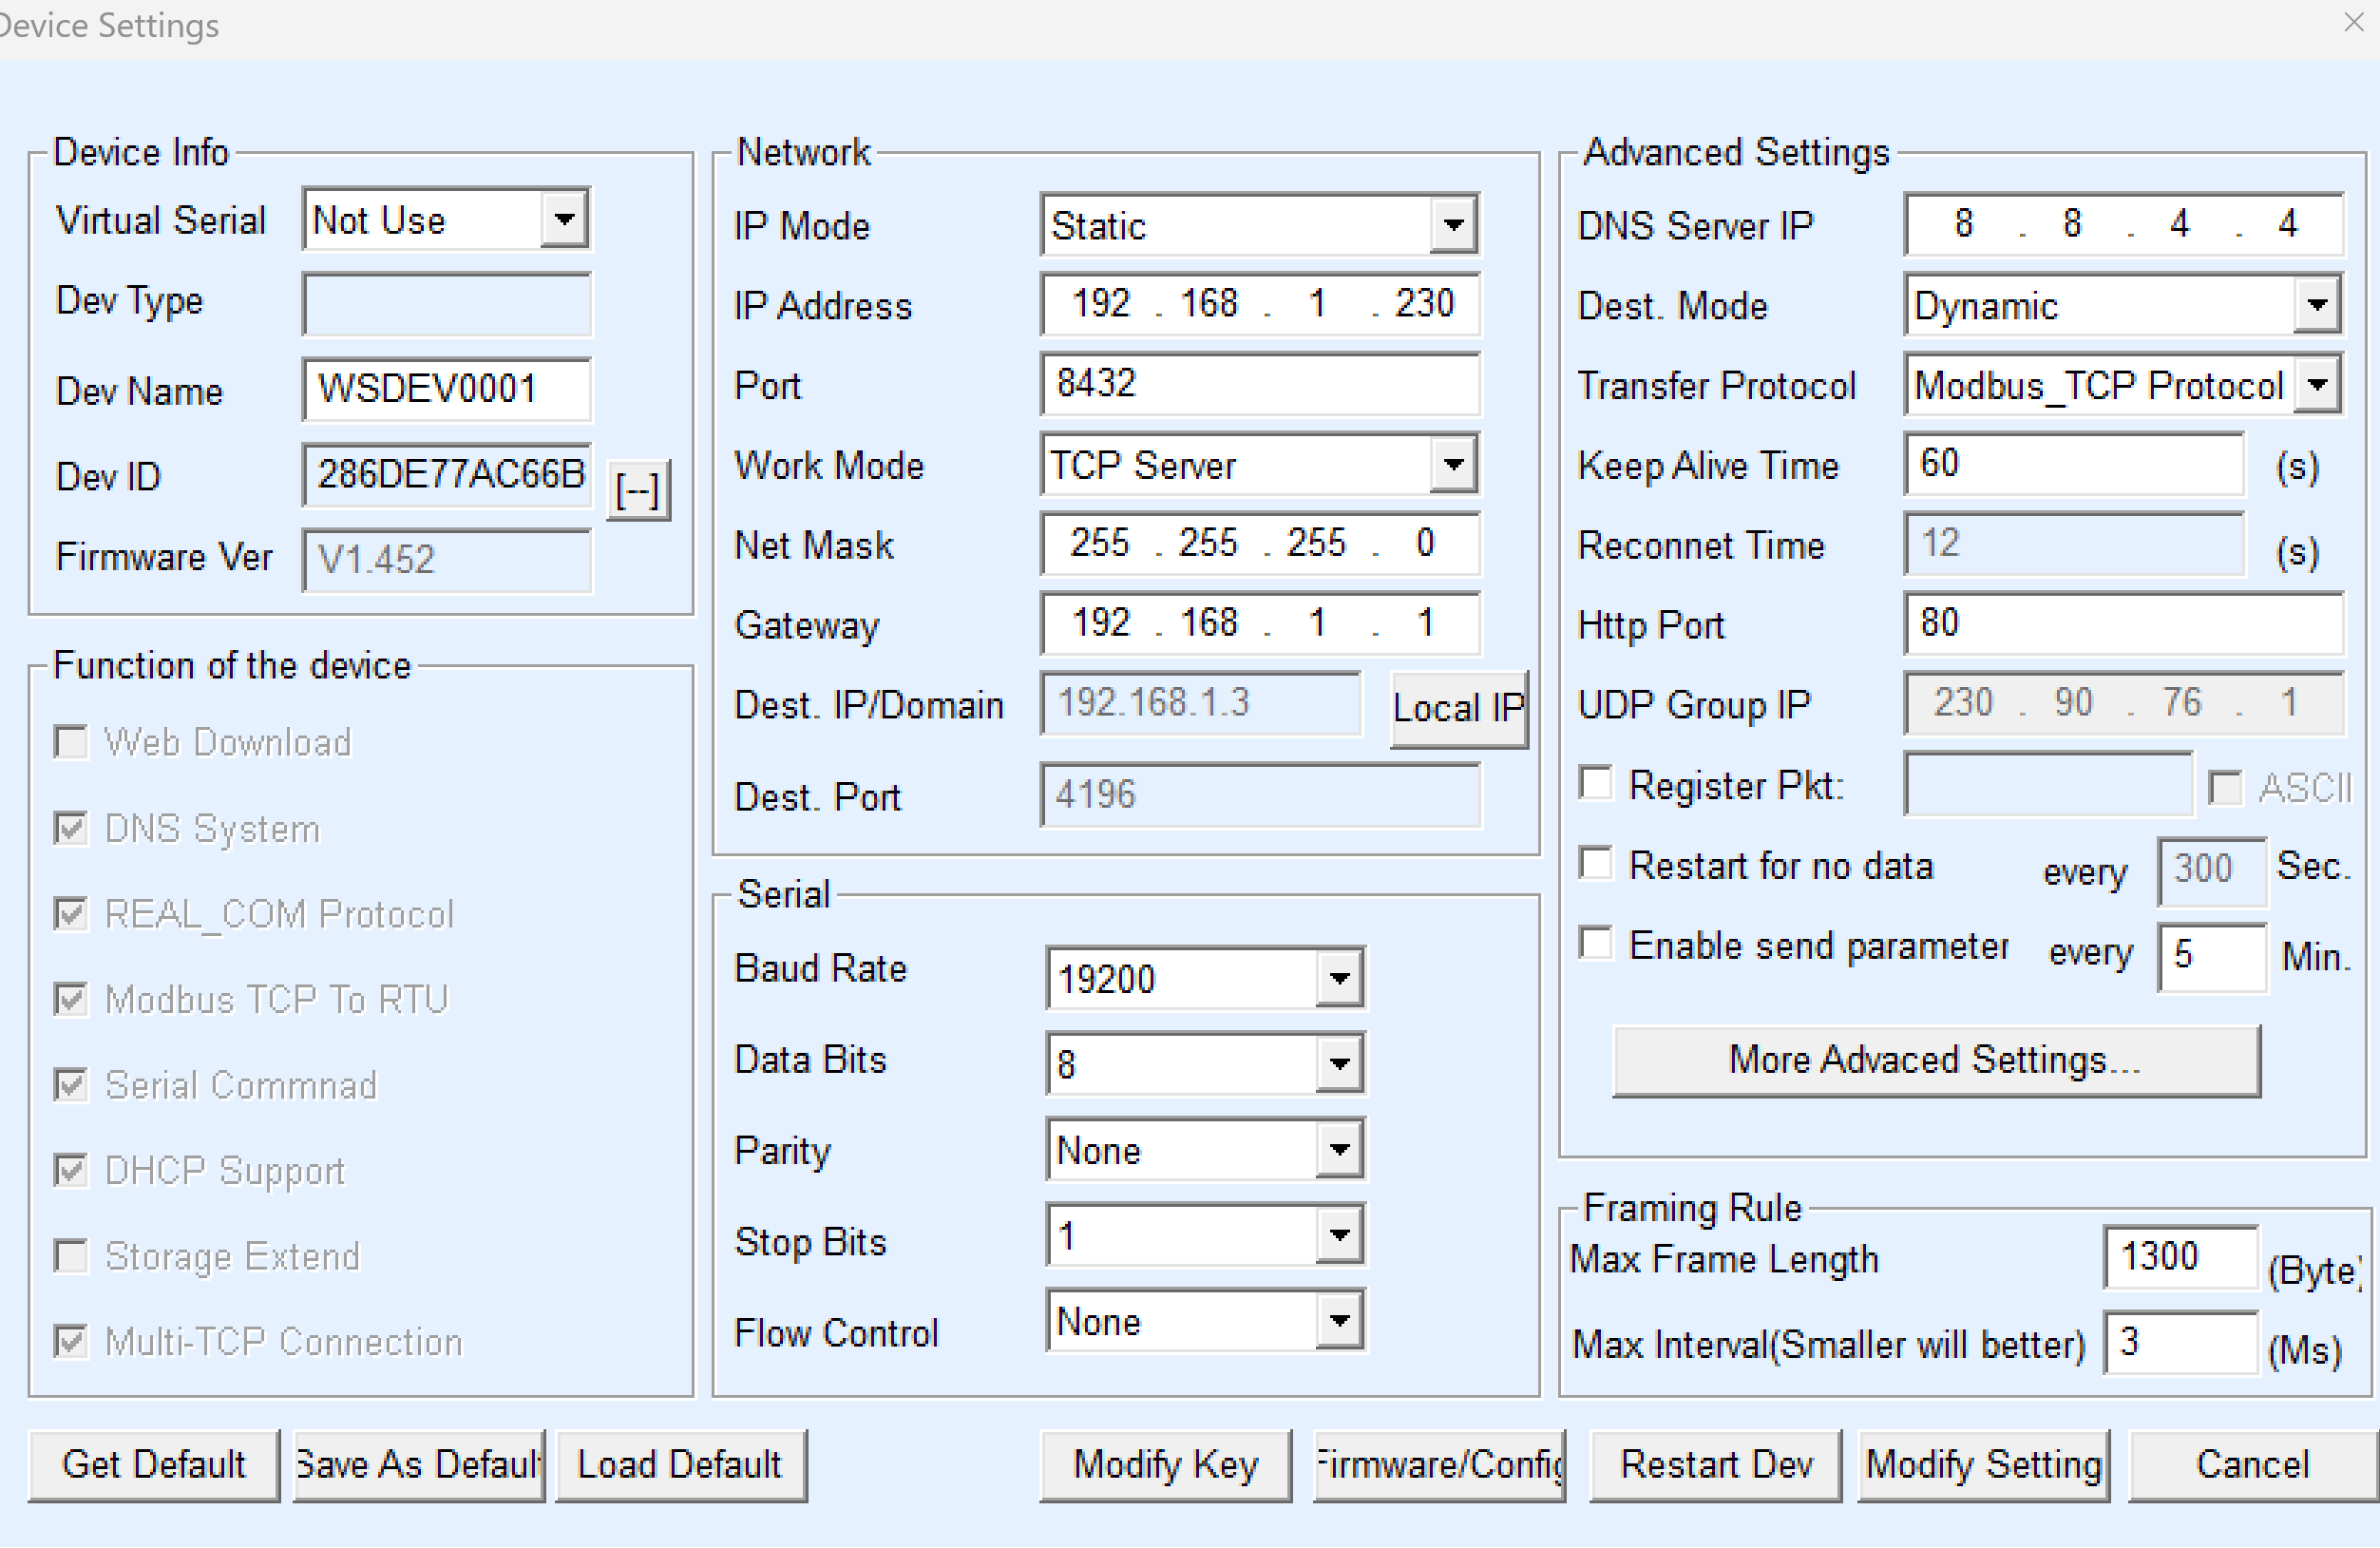 Device Settings
Device Info
Virtual Serial Not Use
Dev Type
Dev Name WSDEV0001
Dev ID 286DE77AC66B [--]
Firmware Ver V1.452
Function of the device
Web Download
DNS System
REAL_COM Protocol
Modbus TCP To RTU
Serial Commnad
DHCP Support
Storage Extend
Multi-TCP Connection
Network
IP Mode Static
IP Address 192 . 168 . 1 . 230
Port 8432
Work Mode TCP Server
Net Mask 255 . 255 . 255 . 0
Gateway 192 . 168 . 1 . 1
Dest. IP/Domain 192.168.1.3 Local IP
Dest. Port 4196
Serial
Baud Rate 19200
Data Bits 8
Parity None
Stop Bits 1
Flow Control None
Advanced Settings
DNS Server IP 8 . 8 . 4 . 4
Dest. Mode Dynamic
Transfer Protocol Modbus_TCP Protocol
Keep Alive Time 60 (s)
Reconnet Time 12 (s)
Http Port 80
UDP Group IP 230 . 90 . 76 . 1
Register Pkt: ASCII
Restart for no data every 300 Sec.
Enable send parameter every 5 Min.
More Advaced Settings...
Framing Rule
Max Frame Length 1300 (Byte)
Max Interval(Smaller will better) 3 (Ms)
Get Default Save As Default Load Default Modify Key Firmware/Config Restart Dev Modify Setting Cancel